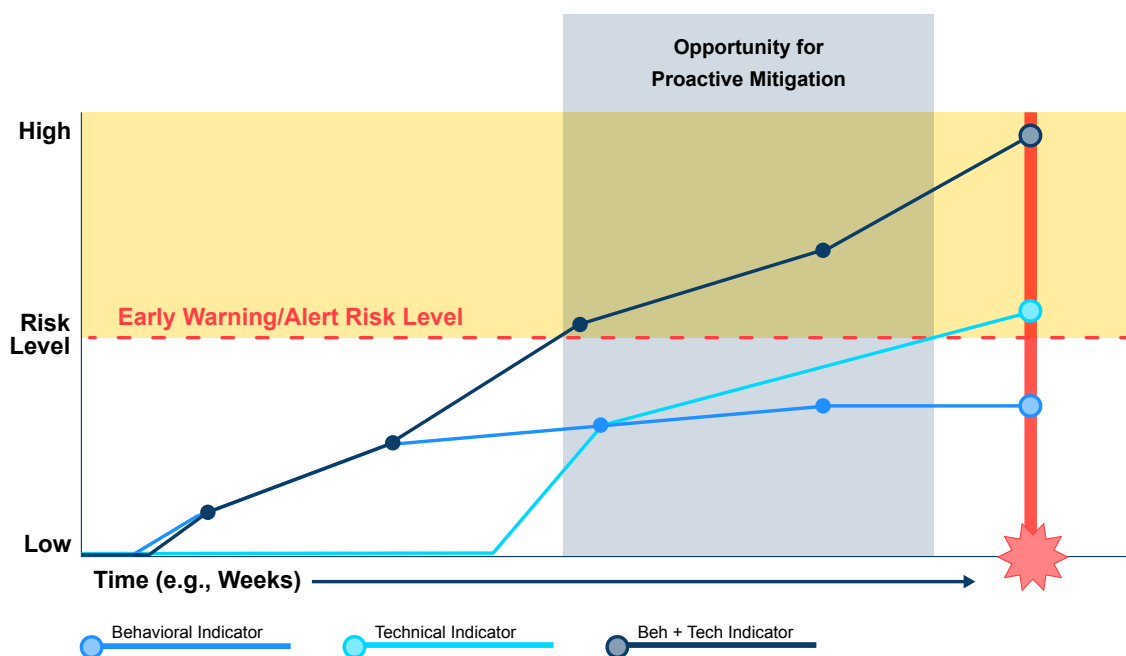 Opportunity for
Proactive Mitigation
High
Early Warning/Alert Risk Level
Risk
Level
Low
Time (e.g., Weeks)
Behavioral Indicator
Technical Indicator
Beh + Tech Indicator